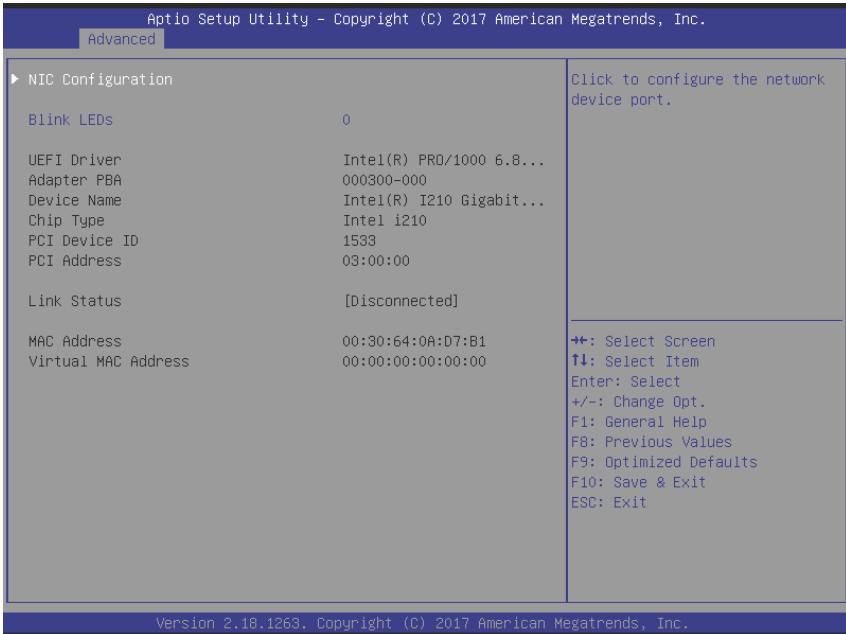 Aptio Setup Utility – Copyright (C) 2017 American Megatrends, Inc.
Advanced
NIC Configuration
Blink LEDs 0
UEFI Driver Intel(R) PRO/1000 6.8...
Adapter PBA 000300-000
Device Name Intel(R) I210 Gigabit...
Chip Type Intel i210
PCI Device ID 1533
PCI Address 03:00:00
Link Status [Disconnected]
MAC Address 00:30:64:0A:D7:B1
Virtual MAC Address 00:00:00:00:00:00
Click to configure the network
device port.
→←: Select Screen
↑↓: Select Item
Enter: Select
+/-: Change Opt.
F1: General Help
F8: Previous Values
F9: Optimized Defaults
F10: Save & Exit
ESC: Exit
Version 2.18.1263. Copyright (C) 2017 American Megatrends, Inc.